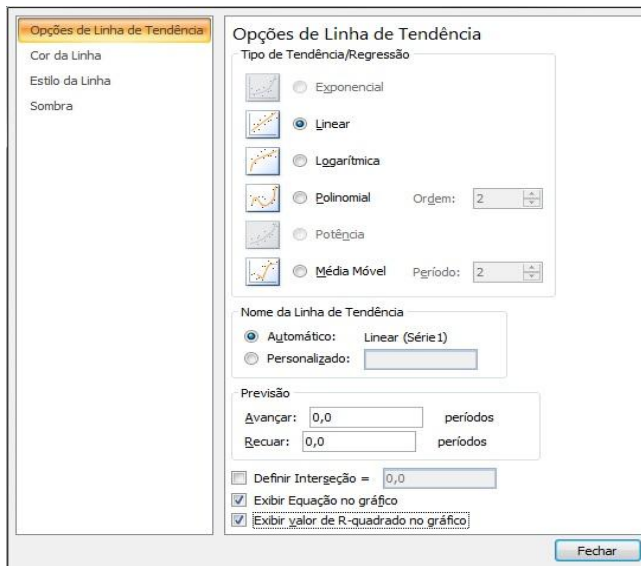 Opções de Linha de Tendência
Cor da Linha
Estilo da Linha
Sombra
Opções de Linha de Tendência
Tipo de Tendência/Regressão
Exponencial
Linear
Logarítmica
Polinomial Ordem: 2
Potência
Média Móvel Período: 2
Nome da Linha de Tendência
Automático: Linear (Série1)
Personalizado:
Previsão
Avançar: 0,0 períodos
Recuar: 0,0 períodos
Definir Interseção = 0,0
Exibir Equação no gráfico
Exibir valor de R-quadrado no gráfico
Fechar